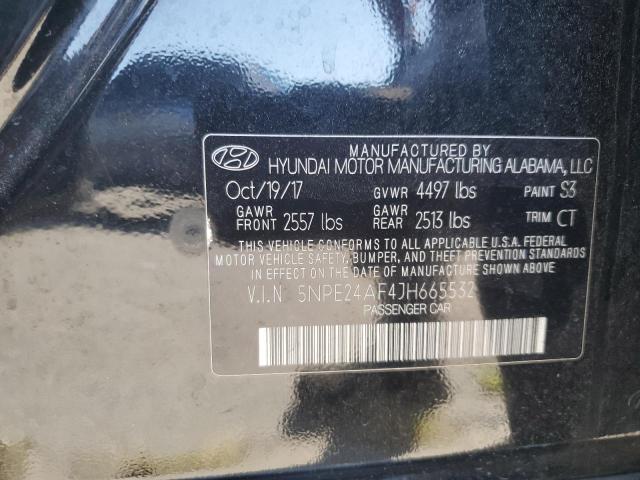 MANUFACTURED BY
HYUNDAI MOTOR MANUFACTURING ALABAMA, LLC
Oct/19/17 GVWR 4497 lbs PAINT S3
GAWR FRONT 2557 lbs GAWR REAR 2513 lbs TRIM CT
THIS VEHICLE CONFORMS TO ALL APPLICABLE U.S.A. FEDERAL
MOTOR VEHICLE SAFETY, BUMPER, AND THEFT PREVENTION STANDARDS
IN EFFECT ON THE DATE OF MANUFACTURE SHOWN ABOVE.
V.I.N 5NPE24AF4JH665532
PASSENGER CAR